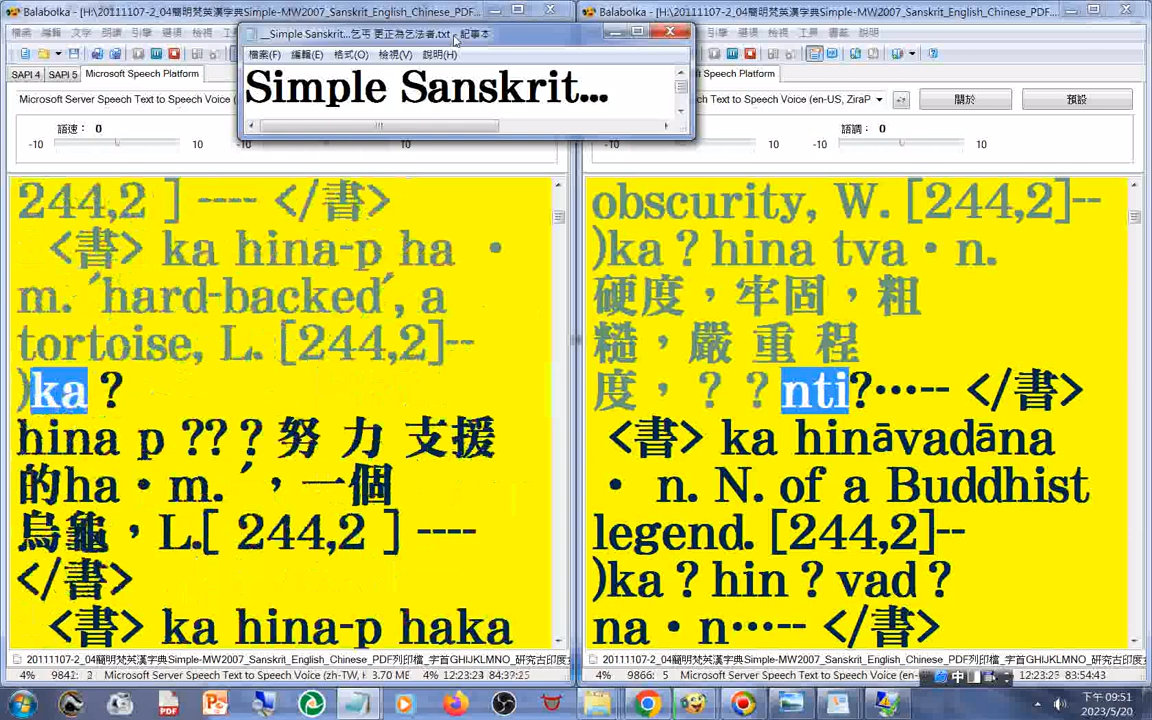 Balabolka - [H:\20111107-2_04簡明梵英漢字典Simple-MW2007_Sanskrit_English_Chinese_PDF...
Balabolka - [H:\20111107-2_04簡明梵英漢字典Simple-MW2007_Sanskrit_English_Chinese_PDF...
__Simple Sanskrit...乞丐 更正為乞法者.txt - 記事本
檔案(F) 編輯(E) 格式(O) 檢視(V) 說明(H)
Simple Sanskrit...
SAPI 4 SAPI 5 Microsoft Speech Platform
Speech Platform
Microsoft Server Speech Text to Speech Voice (
ch Text to Speech Voice (en-US, ZiraP
關於
預設
語速： 0
-10 10
10
語調： 0
-10 10
244,2 ] ---- </書>
<書> ka hina-p ha ·
m. ´hard-backed´, a
tortoise, L. [244,2]--
)ka ?
hina p ?? ? 努 力 支援
的ha · m. ´，一個
烏龜，L.[ 244,2 ] ----
</書>
<書> ka hina-p haka
obscurity, W. [244,2]--
)ka ? hina tva · n.
硬度，牢固，粗
糙，嚴 重 程
度，? ? nti?…-- </書>
<書> ka hināvadāna
· n. N. of a Buddhist
legend. [244,2]--
)ka ? hin ? vad ?
na · n…-- </書>
20111107-2_04簡明梵英漢字典Simple-MW2007_Sanskrit_English_Chinese_PDF列印檔_字首GHIJKLMNO_研究古印度
20111107-2_04簡明梵英漢字典Simple-MW2007_Sanskrit_English_Chinese_PDF列印檔_字首GHIJKLMNO_研究古印度
4% 9841: 2 Microsoft Server Speech Text to Speech Voice (zh-TW, 3.70 ME 4% 12:23:24 84:37:25
4% 9866: 5 Microsoft Server Speech Text to Speech Voice (en-US, 12:23:23 83:54:43
中
下午 09:51
2023/5/20